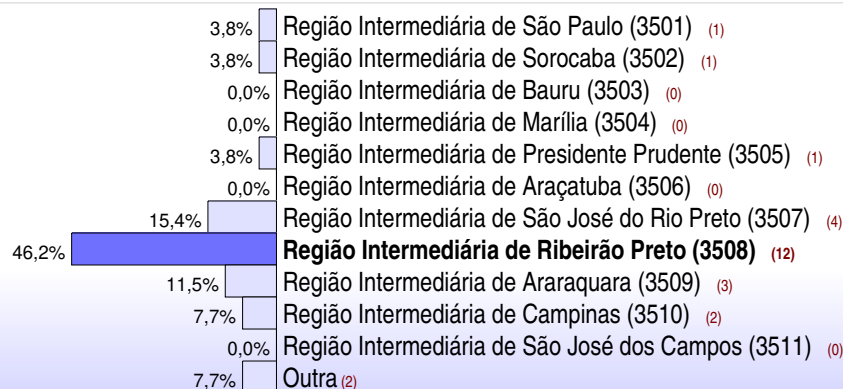 3,8% Região Intermediária de São Paulo (3501) (1)
3,8% Região Intermediária de Sorocaba (3502) (1)
0,0% Região Intermediária de Bauru (3503) (0)
0,0% Região Intermediária de Marília (3504) (0)
3,8% Região Intermediária de Presidente Prudente (3505) (1)
0,0% Região Intermediária de Araçatuba (3506) (0)
15,4% Região Intermediária de São José do Rio Preto (3507) (4)
46,2% Região Intermediária de Ribeirão Preto (3508) (12)
11,5% Região Intermediária de Araraquara (3509) (3)
7,7% Região Intermediária de Campinas (3510) (2)
0,0% Região Intermediária de São José dos Campos (3511) (0)
7,7% Outra (2)